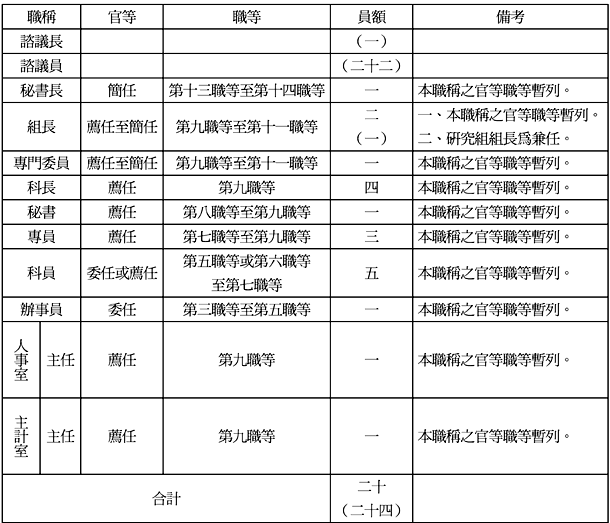 職稱 官等 職等 員額 備考
諮議長 （一）
諮議員 （二十二）
秘書長 簡任 第十三職等至第十四職等 一 本職稱之官等職等暫列。
組長 薦任至簡任 第九職等至第十一職等 二 （一） 一、本職稱之官等職等暫列。
二、研究組組長為兼任。
專門委員 薦任至簡任 第九職等至第十一職等 一 本職稱之官等職等暫列。
科長 薦任 第九職等 四 本職稱之官等職等暫列。
秘書 薦任 第八職等至第九職等 一 本職稱之官等職等暫列。
專員 薦任 第七職等至第九職等 三 本職稱之官等職等暫列。
科員 委任或薦任 第五職等或第六職等
至第七職等 五 本職稱之官等職等暫列。
辦事員 委任 第三職等至第五職等 一 本職稱之官等職等暫列。
人事室 主任 薦任 第九職等 一 本職稱之官等職等暫列。
主計室 主任 薦任 第九職等 一 本職稱之官等職等暫列。
合計 二十
（二十四）